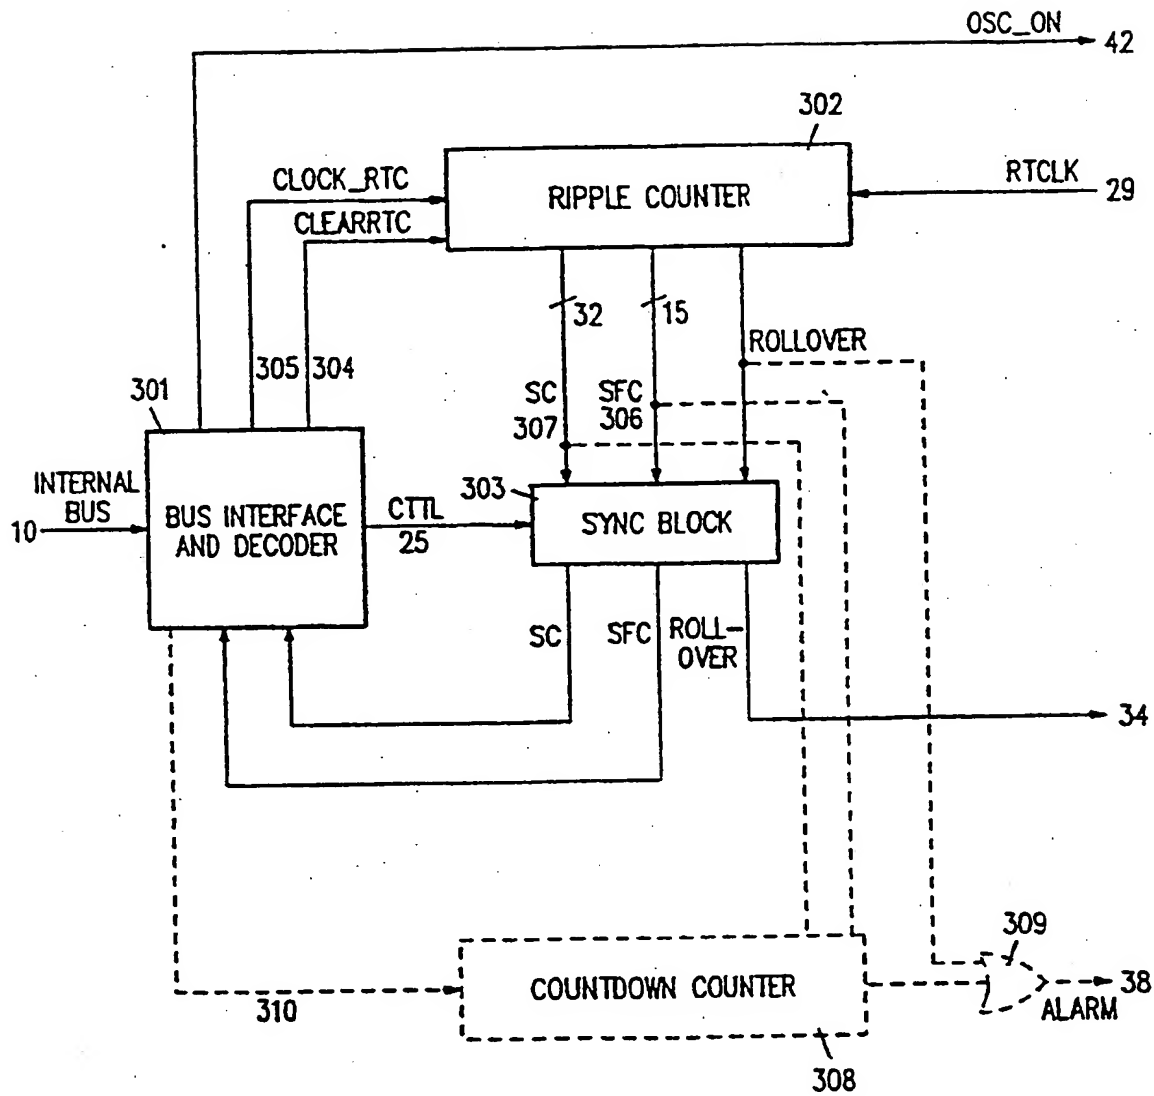 OSC_ON
42
302
CLOCK_RTC
RIPPLE COUNTER
RTCLK
29
CLEARRTC
32
15
ROLLOVER
305
304
301
SC
307
SFC
306
INTERNAL
BUS
10
BUS INTERFACE
AND DECODER
CTTL
25
303
SYNC BLOCK
SC
SFC
ROLL-
OVER
34
309
COUNTDOWN COUNTER
38
ALARM
310
308